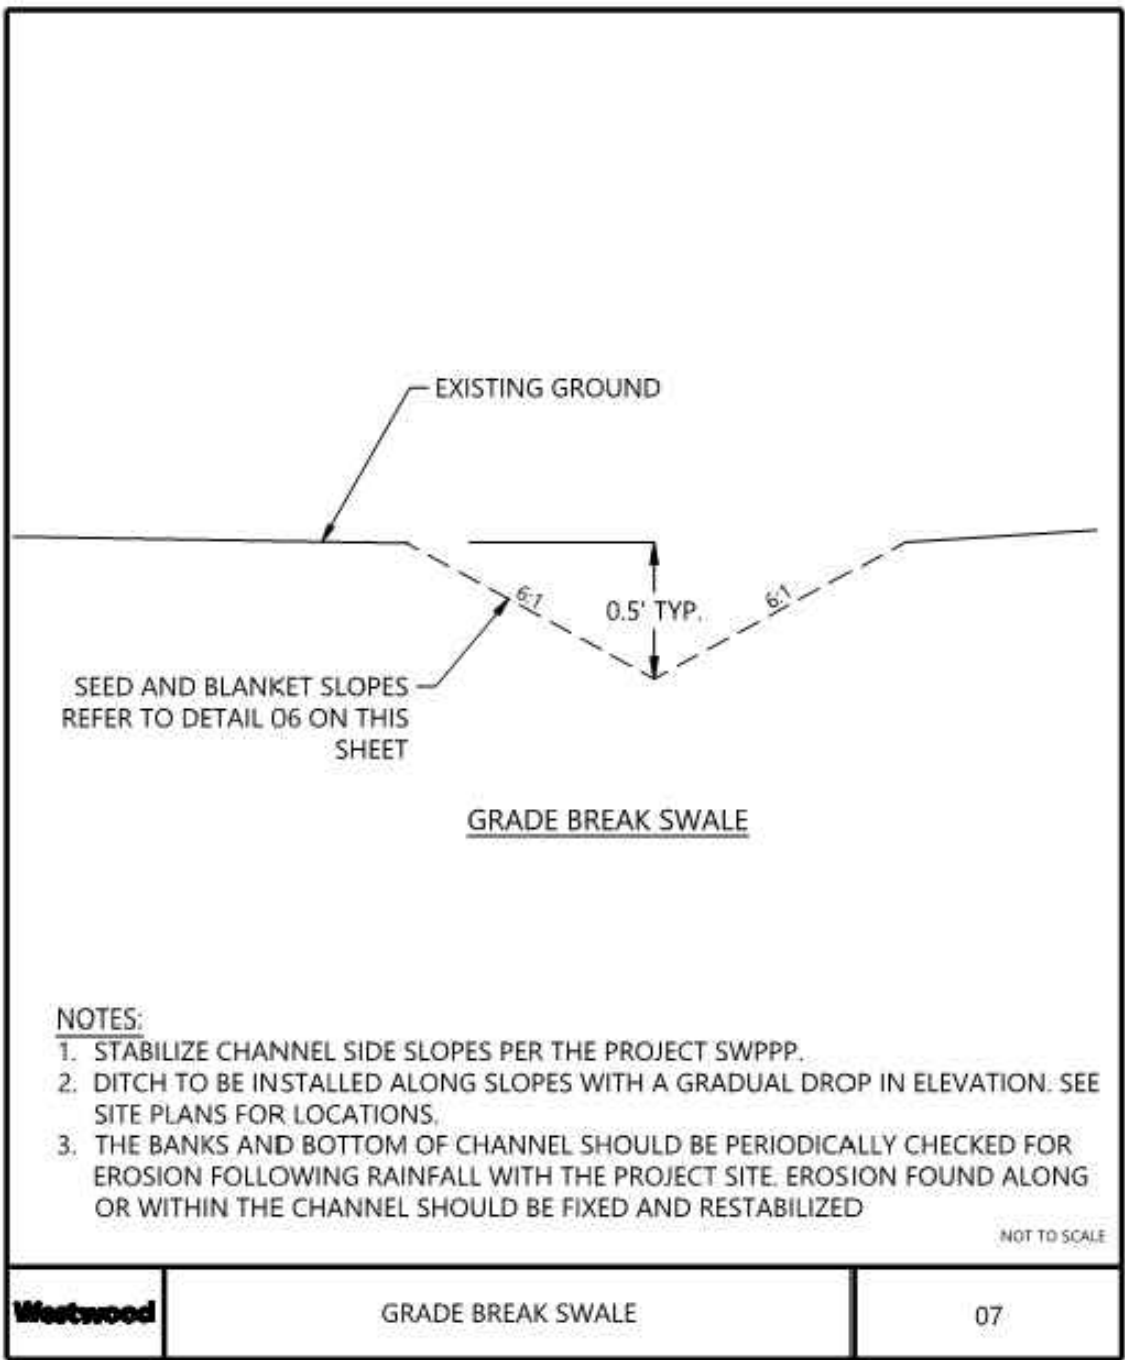 EXISTING GROUND
6:1
0.5' TYP.
6:1
SEED AND BLANKET SLOPES
REFER TO DETAIL 06 ON THIS
SHEET
GRADE BREAK SWALE
NOTES:
1. STABILIZE CHANNEL SIDE SLOPES PER THE PROJECT SWPPP.
2. DITCH TO BE INSTALLED ALONG SLOPES WITH A GRADUAL DROP IN ELEVATION. SEE
SITE PLANS FOR LOCATIONS.
3. THE BANKS AND BOTTOM OF CHANNEL SHOULD BE PERIODICALLY CHECKED FOR
EROSION FOLLOWING RAINFALL WITH THE PROJECT SITE. EROSION FOUND ALONG
OR WITHIN THE CHANNEL SHOULD BE FIXED AND RESTABILIZED
NOT TO SCALE
Westwood
GRADE BREAK SWALE
07